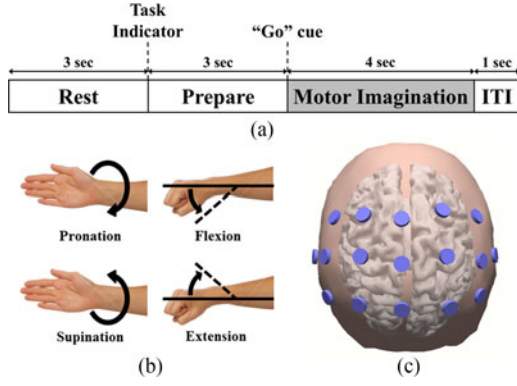 Task
Indicator
“Go” cue
3 sec
3 sec
4 sec
1 sec
Rest
Prepare
Motor Imagination
ITI
(a)
Pronation
Flexion
Supination
Extension
(b)
(c)